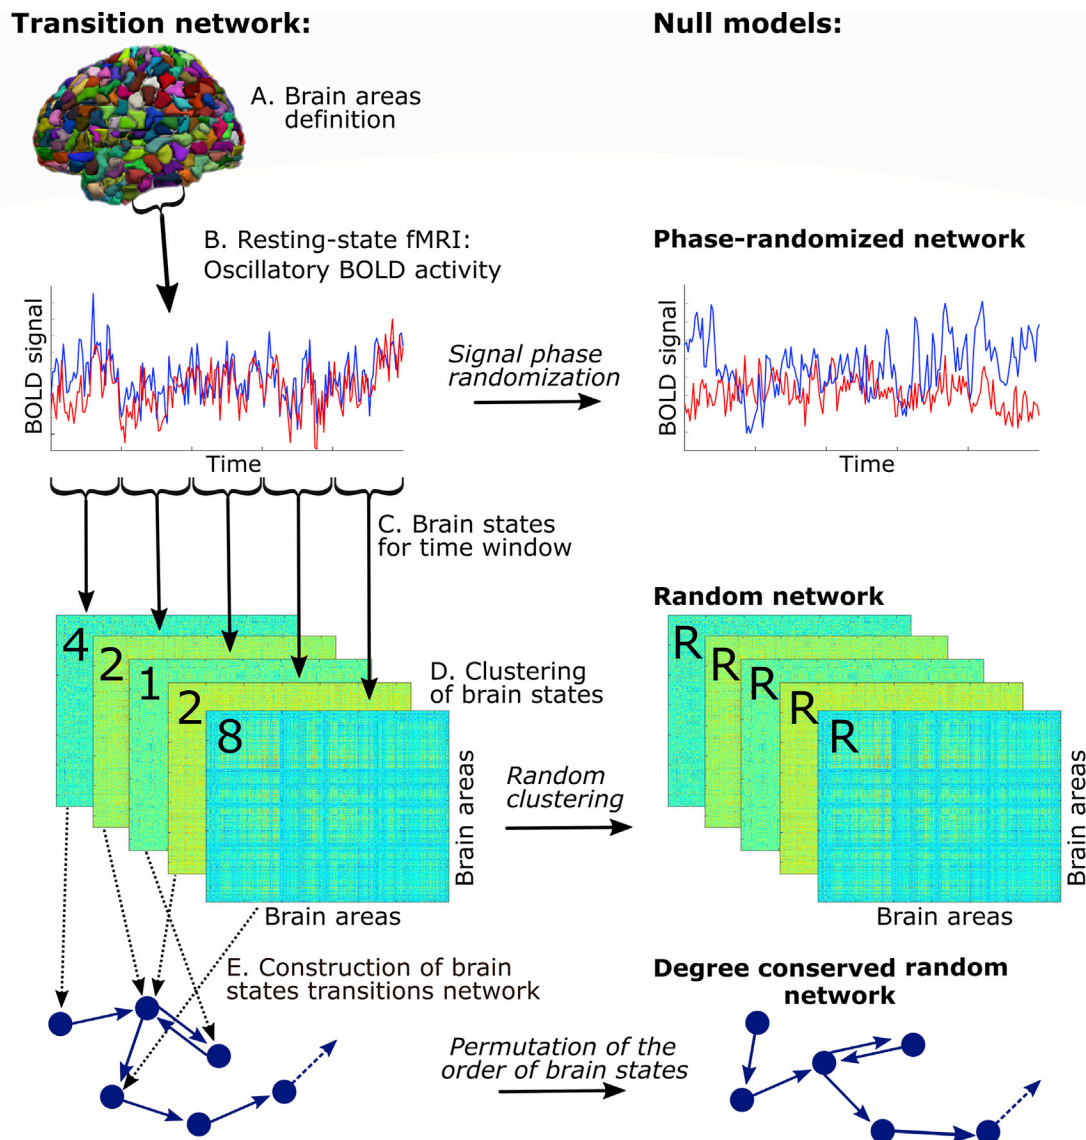 Transition network:
Null models:
A. Brain areas
definition
B. Resting-state fMRI:
Oscillatory BOLD activity
Phase-randomized network
BOLD signal
Time
Signal phase
randomization
BOLD signal
Time
C. Brain states
for time window
Random network
4
2
1
2
8
D. Clustering
of brain states
Brain areas
Brain areas
Random
clustering
R
R
R
R
R
Brain areas
Brain areas
E. Construction of brain
states transitions network
Degree conserved random
network
Permutation of the
order of brain states